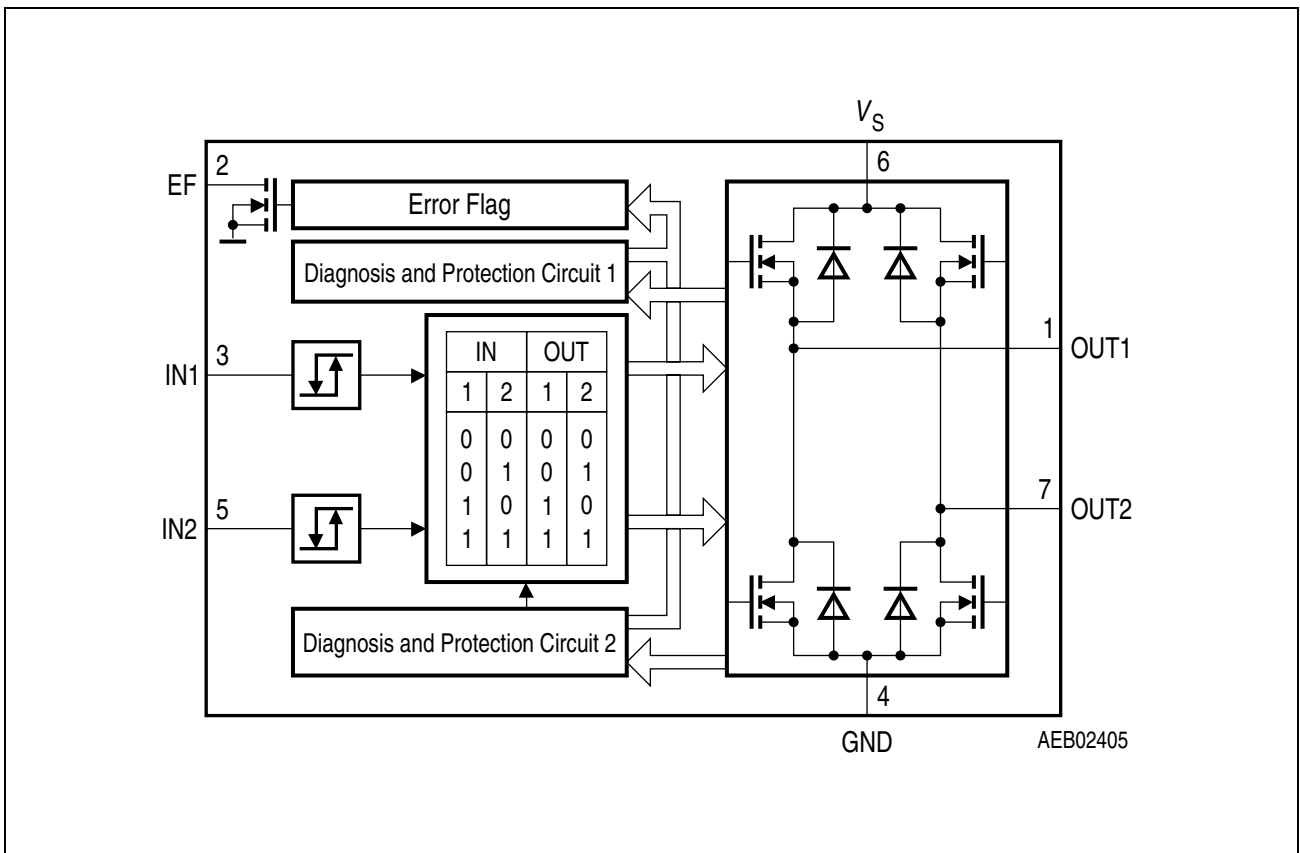 VS
6
2
EF
Error Flag
Diagnosis and Protection Circuit 1
3
IN1
IN OUT
1 2 1 2
0 0 0 0
0 1 0 1
1 0 1 0
1 1 1 1
1
OUT1
5
IN2
7
OUT2
Diagnosis and Protection Circuit 2
4
GND
AEB02405